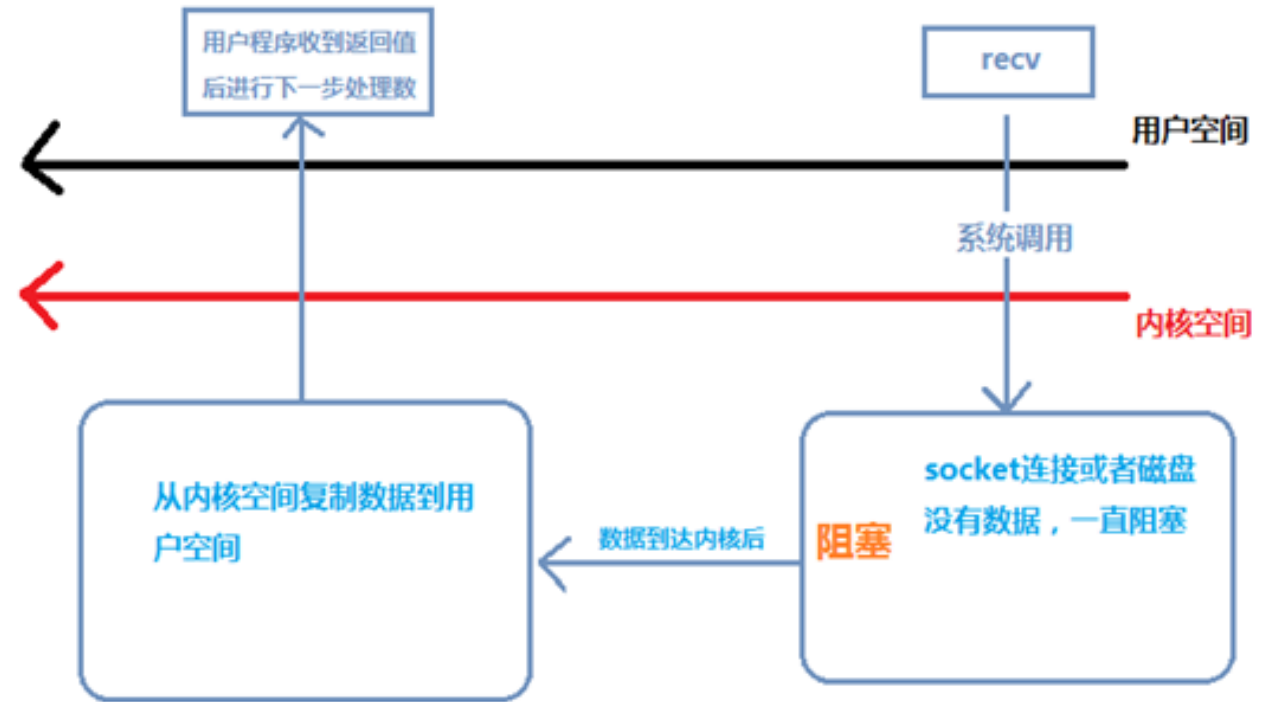 用户程序收到返回值
后进行下一步处理数
recv
用户空间
系统调用
内核空间
从内核空间复制数据到用
户空间
数据到达内核后
阻塞
socket连接或者磁盘
没有数据，一直阻塞